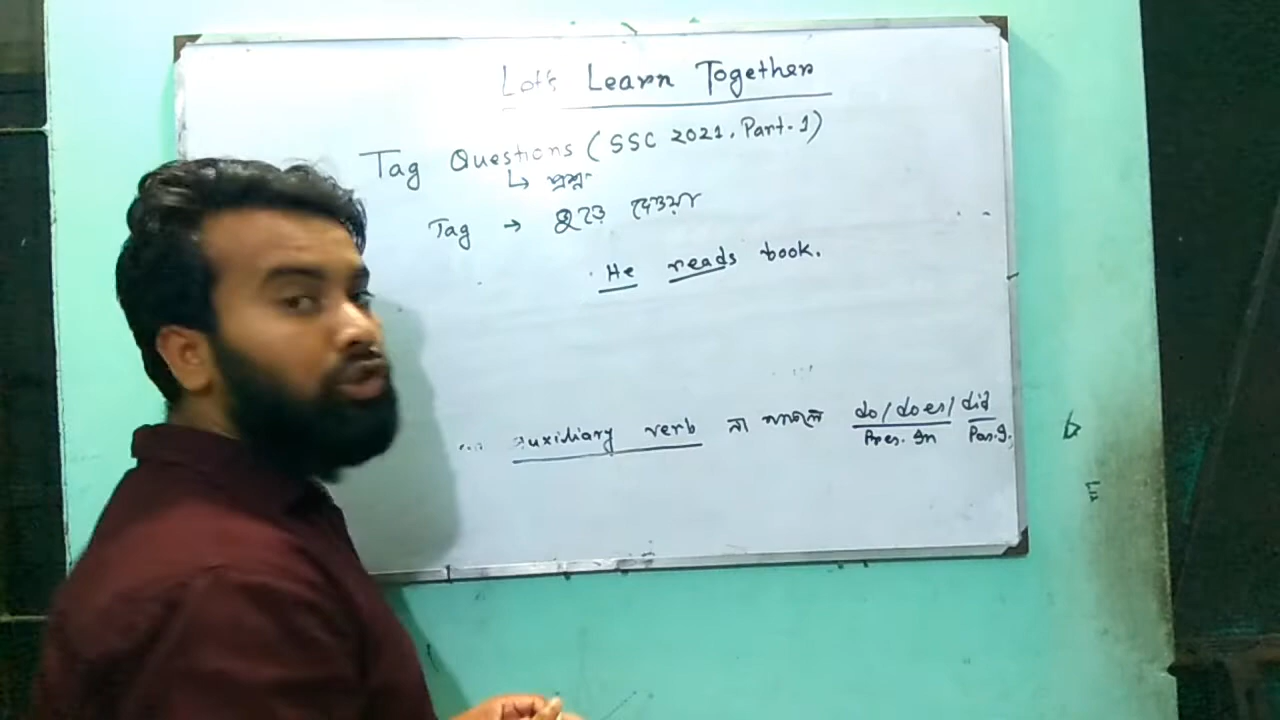 Let's Learn Together
Tag Questions (SSC 2021. Part-1)
↳ প্রশ্ন
Tag → জুড়ে দেওয়া
He reads book.
auxiliary verb না থাকলে do/does/did
Pres. In Pas. I.